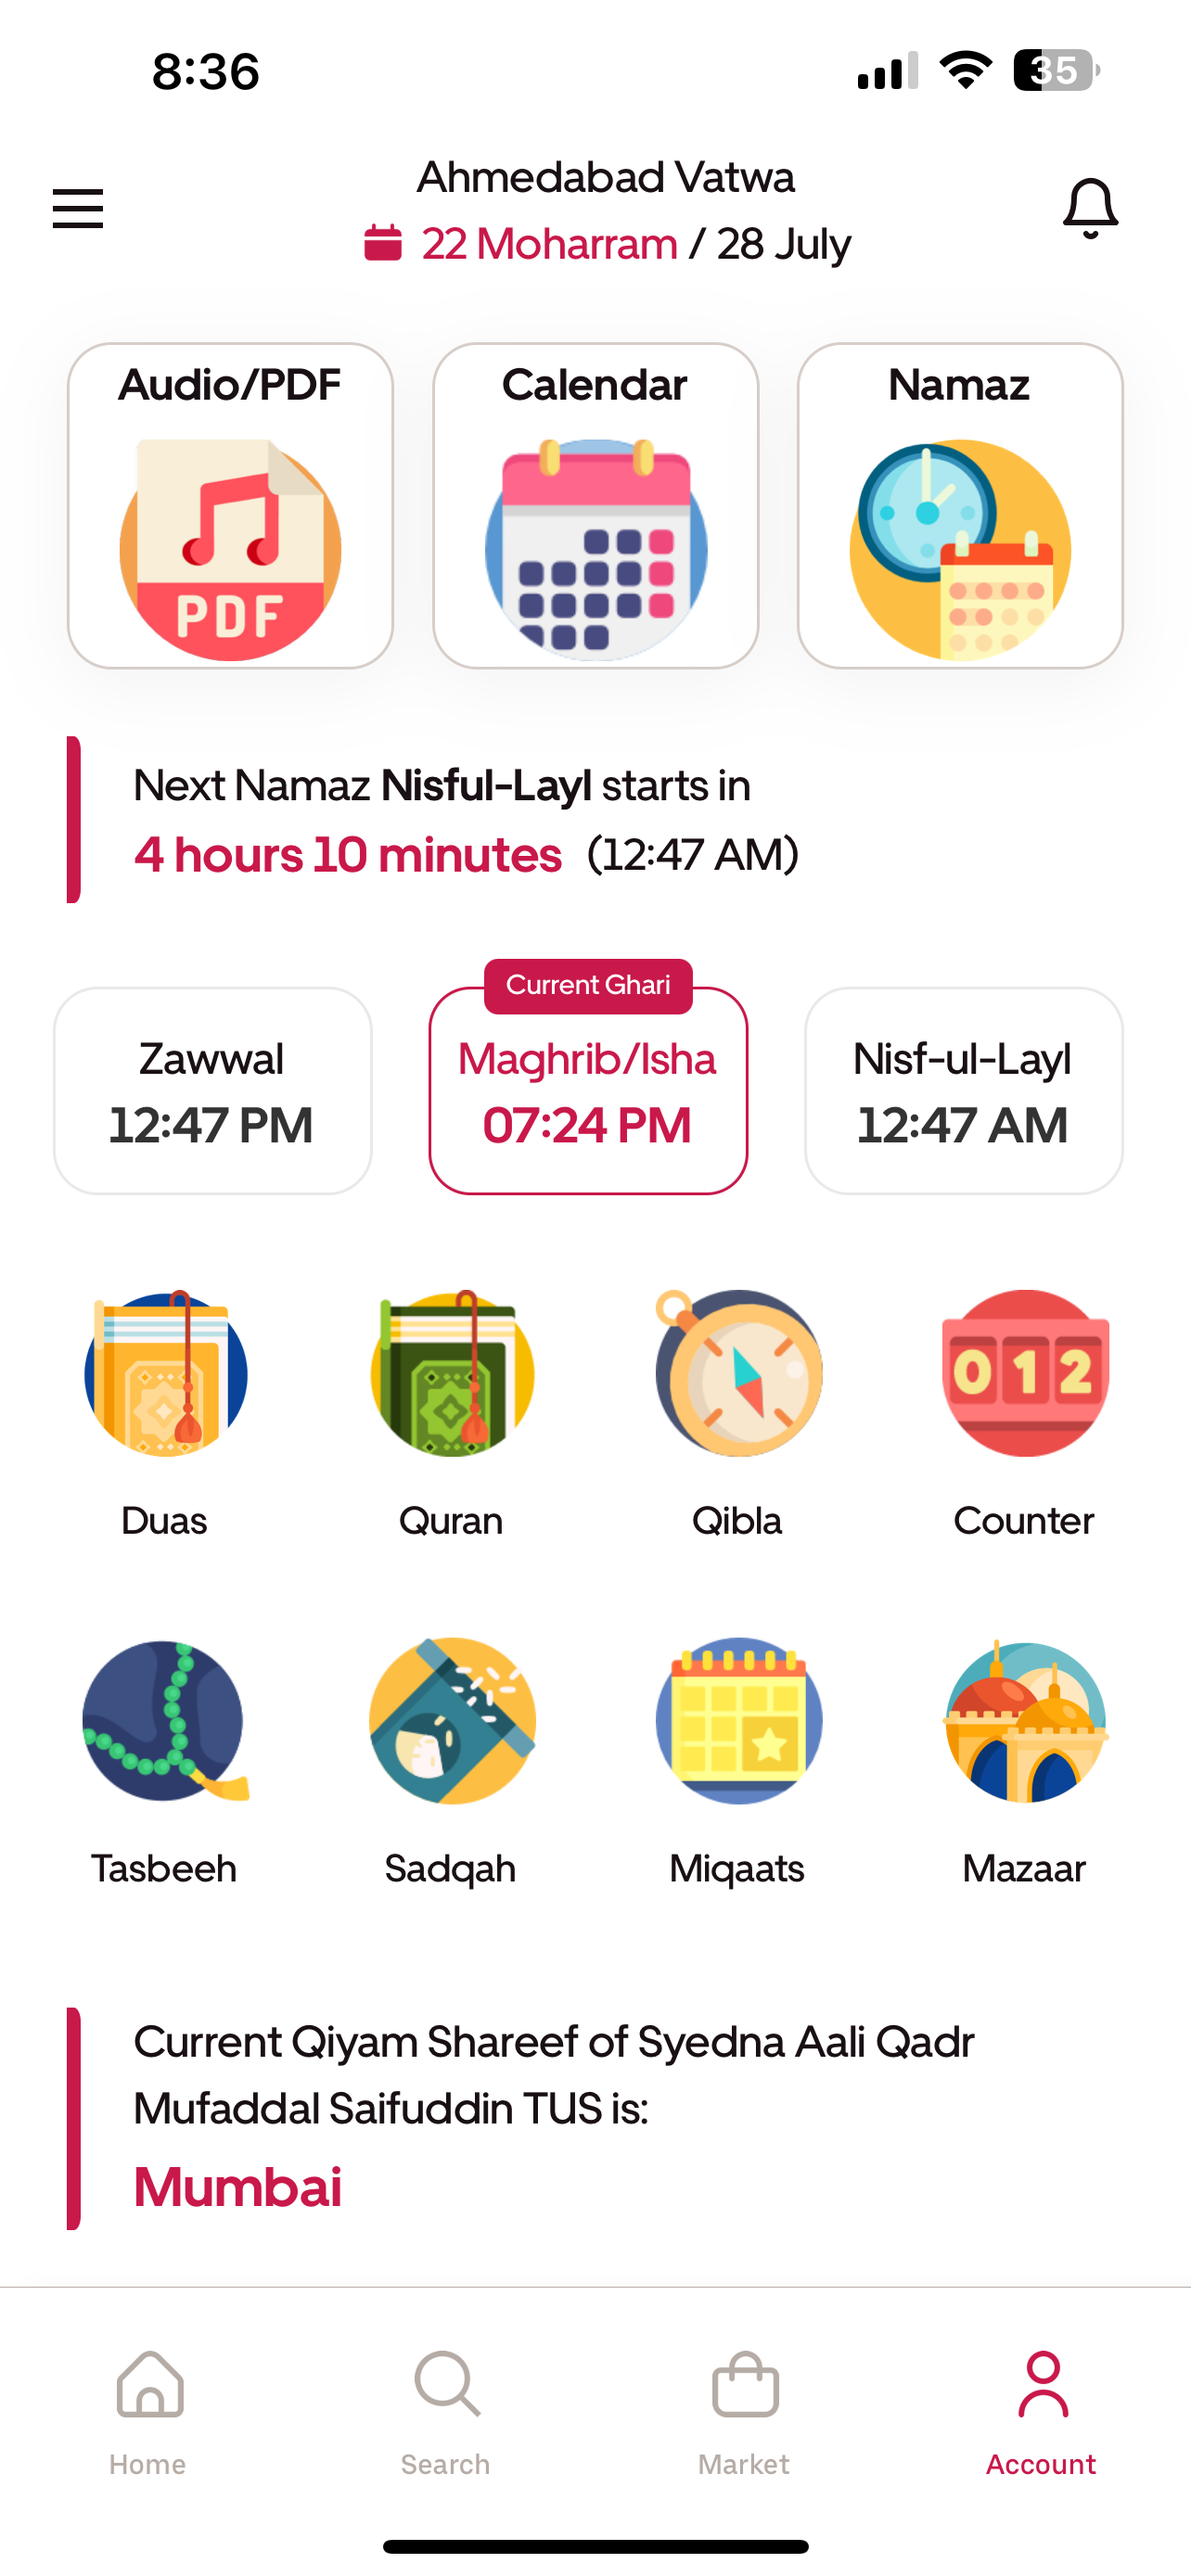 8:36
35
Ahmedabad Vatwa
22 Moharram / 28 July
Audio/PDF
Calendar
Namaz
PDF
Next Namaz Nisful-Layl starts in
4 hours 10 minutes (12:47 AM)
Current Ghari
Zawwal
12:47 PM
Maghrib/Isha
07:24 PM
Nisf-ul-Layl
12:47 AM
012
Duas
Quran
Qibla
Counter
Tasbeeh
Sadqah
Miqaats
Mazaar
Current Qiyam Shareef of Syedna Aali Qadr
Mufaddal Saifuddin TUS is:
Mumbai
Home
Search
Market
Account